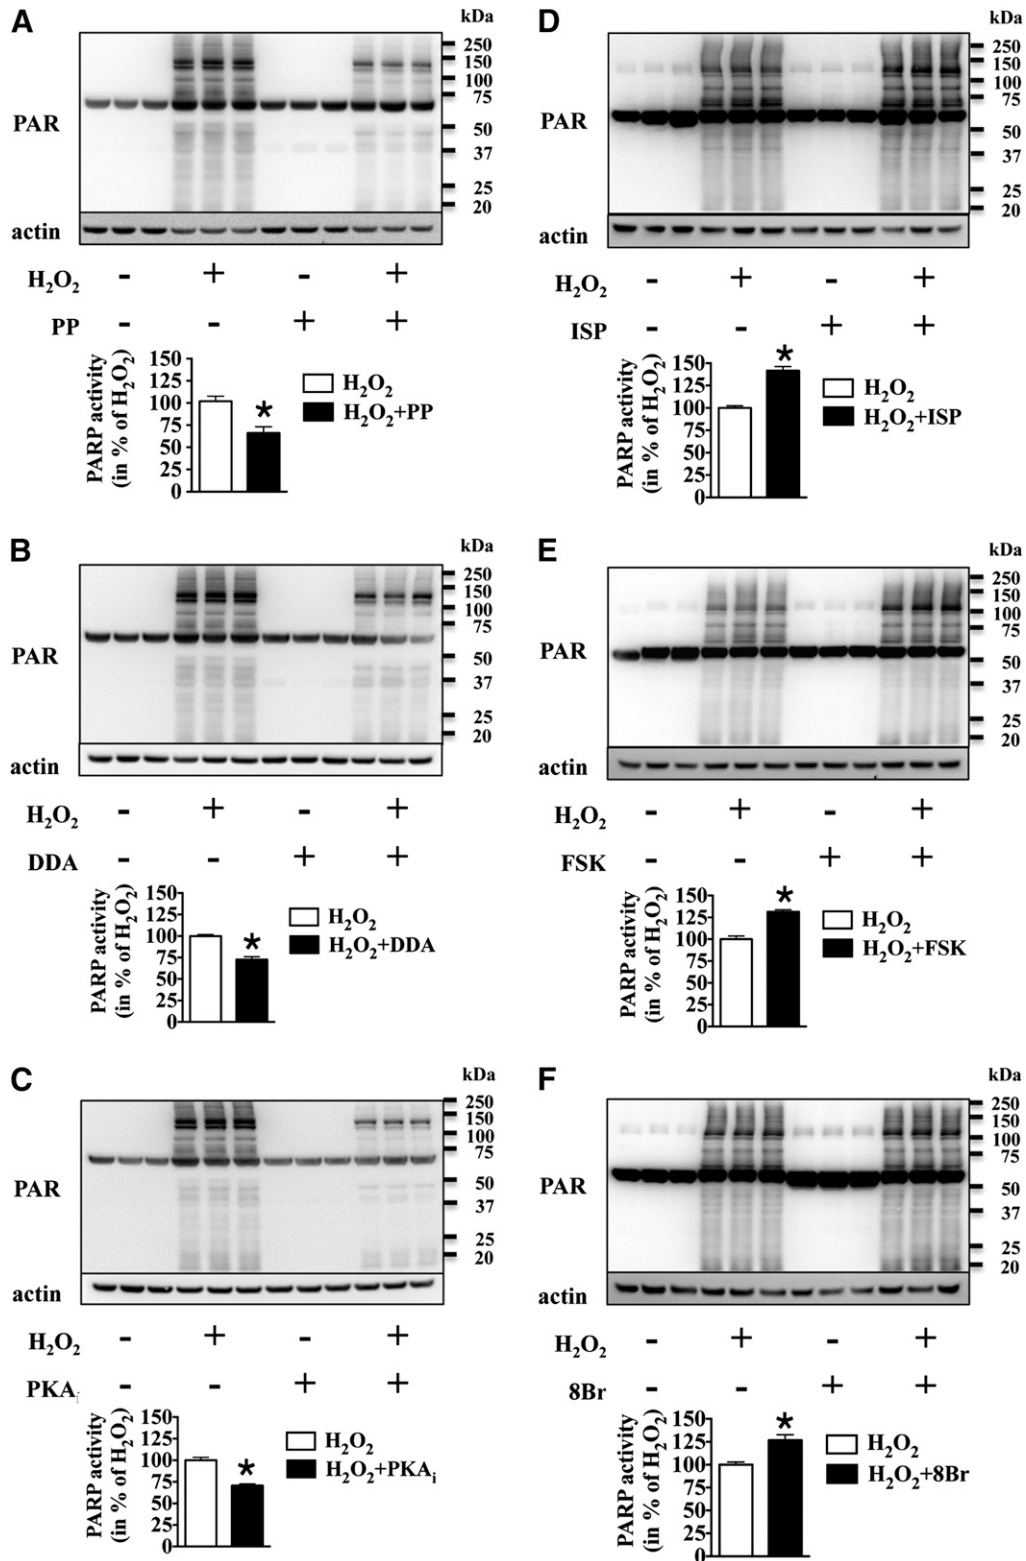 A
kDa
250
150
100
75
50
37
25
20
PAR
actin
H₂O₂ - + - +
PP - - + +
PARP activity
(in % of H₂O₂)
150
125
100
75
50
25
0
*
H₂O₂
H₂O₂+PP
B
kDa
250
150
100
75
50
37
25
20
PAR
actin
H₂O₂ - + - +
DDA - - + +
PARP activity
(in % of H₂O₂)
150
125
100
75
50
25
0
*
H₂O₂
H₂O₂+DDA
C
kDa
250
150
100
75
50
37
25
20
PAR
actin
H₂O₂ - + - +
PKAᵢ - - + +
PARP activity
(in % of H₂O₂)
150
125
100
75
50
25
0
*
H₂O₂
H₂O₂+PKAᵢ
D
kDa
250
150
100
75
50
37
25
20
PAR
actin
H₂O₂ - + - +
ISP - - + +
PARP activity
(in % of H₂O₂)
150
125
100
75
50
25
0
*
H₂O₂
H₂O₂+ISP
E
kDa
250
150
100
75
50
37
25
20
PAR
actin
H₂O₂ - + - +
FSK - - + +
PARP activity
(in % of H₂O₂)
150
125
100
75
50
25
0
*
H₂O₂
H₂O₂+FSK
F
kDa
250
150
100
75
50
37
25
20
PAR
actin
H₂O₂ - + - +
8Br - - + +
PARP activity
(in % of H₂O₂)
150
125
100
75
50
25
0
*
H₂O₂
H₂O₂+8Br